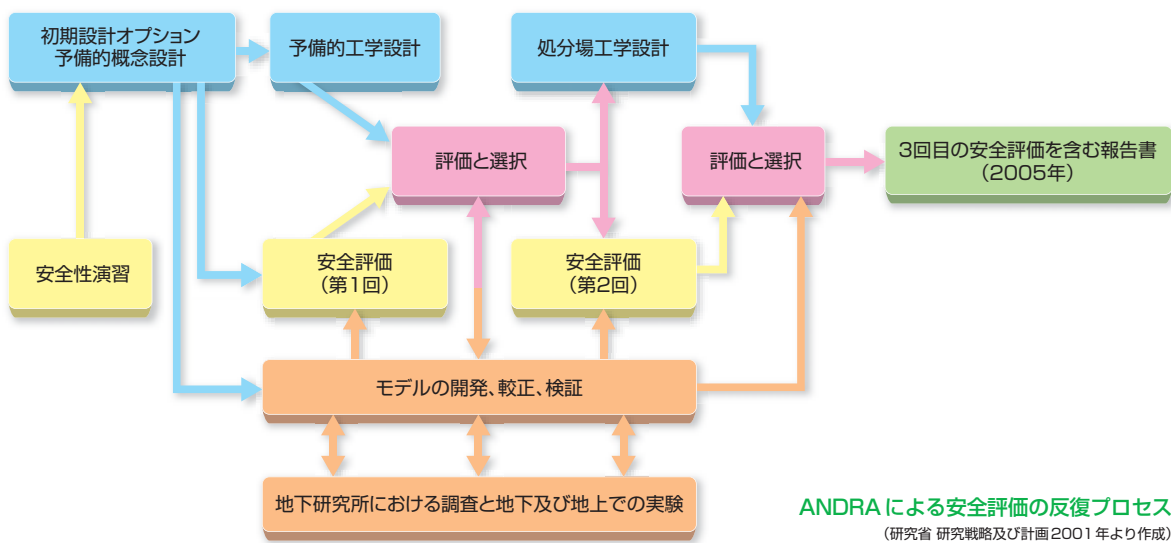 初期設計オプション
予備的概念設計
予備的工学設計
処分場工学設計
評価と選択
評価と選択
3回目の安全評価を含む報告書
(2005年)
安全性演習
安全評価
(第1回)
安全評価
(第2回)
モデルの開発、較正、検証
地下研究所における調査と地下及び地上での実験
ANDRAによる安全評価の反復プロセス
(研究省 研究戦略及び計画2001年より作成)